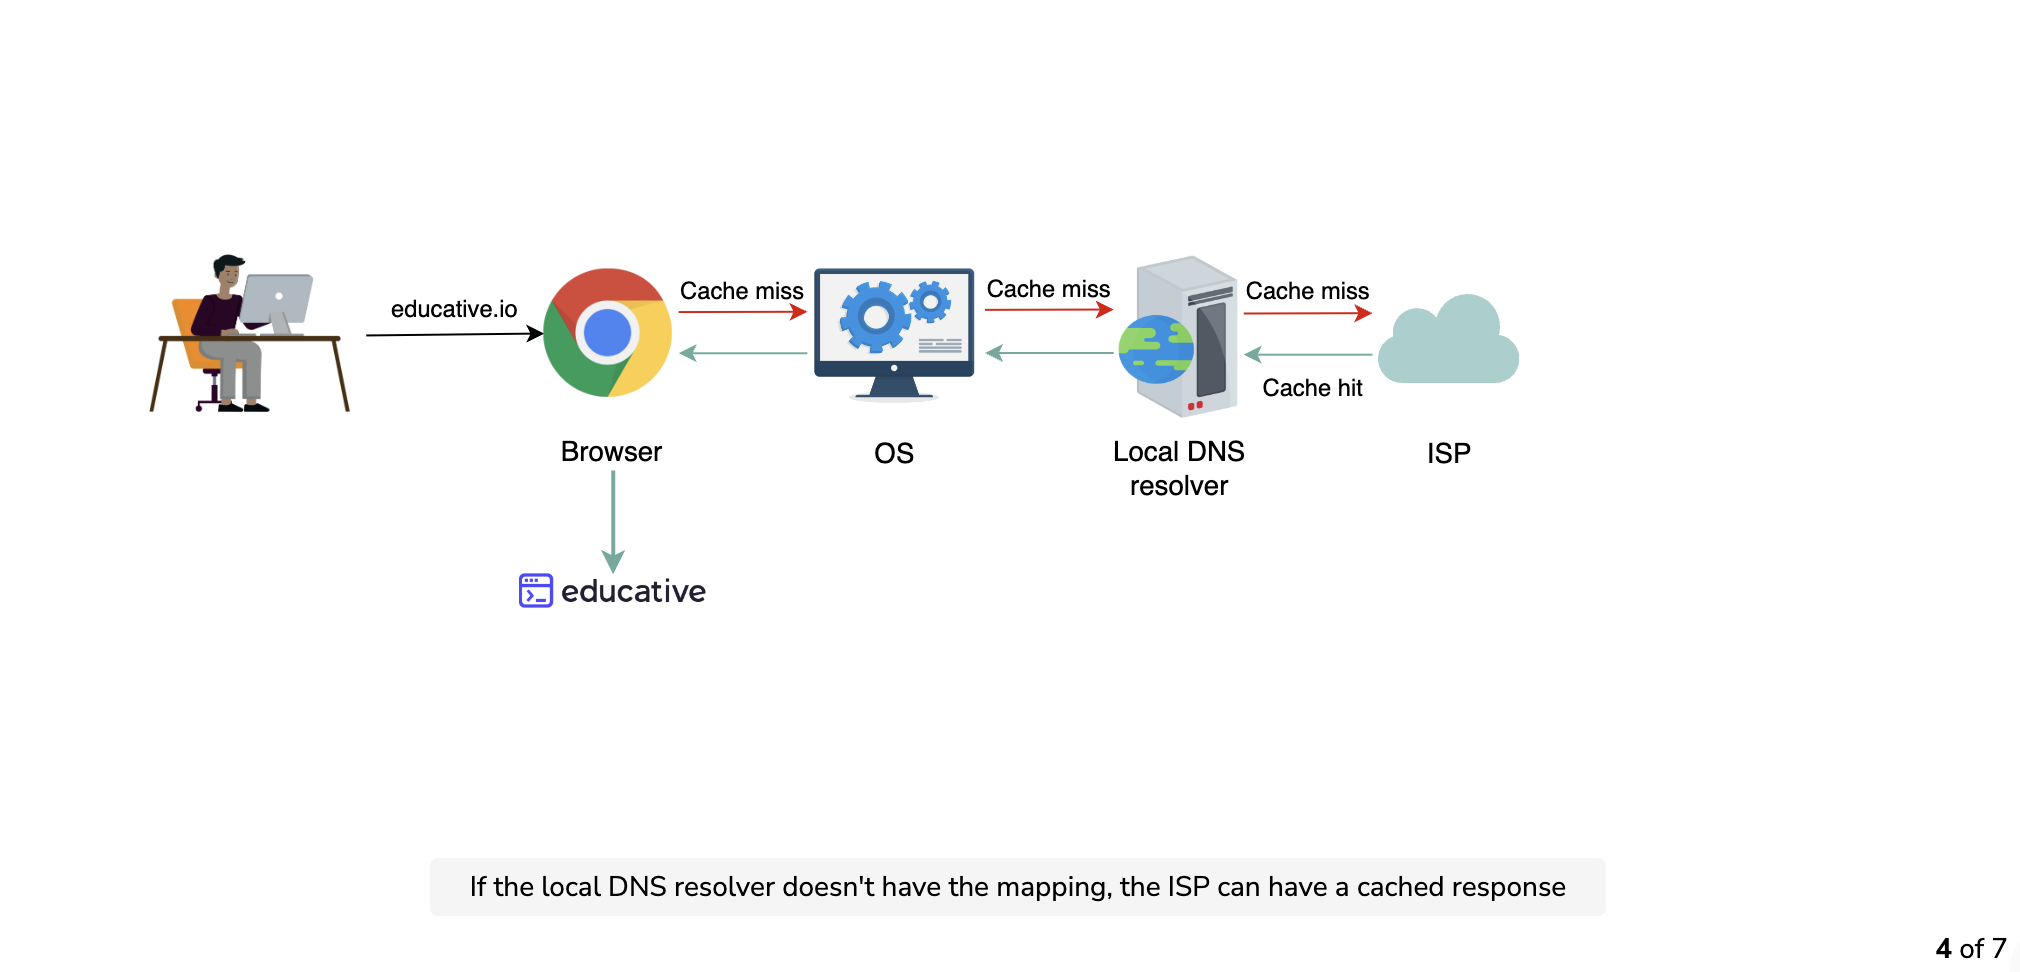 educative.io
Cache miss
Cache miss
Cache miss
Cache hit
Browser
OS
Local DNS
resolver
ISP
educative
If the local DNS resolver doesn't have the mapping, the ISP can have a cached response
4 of 7